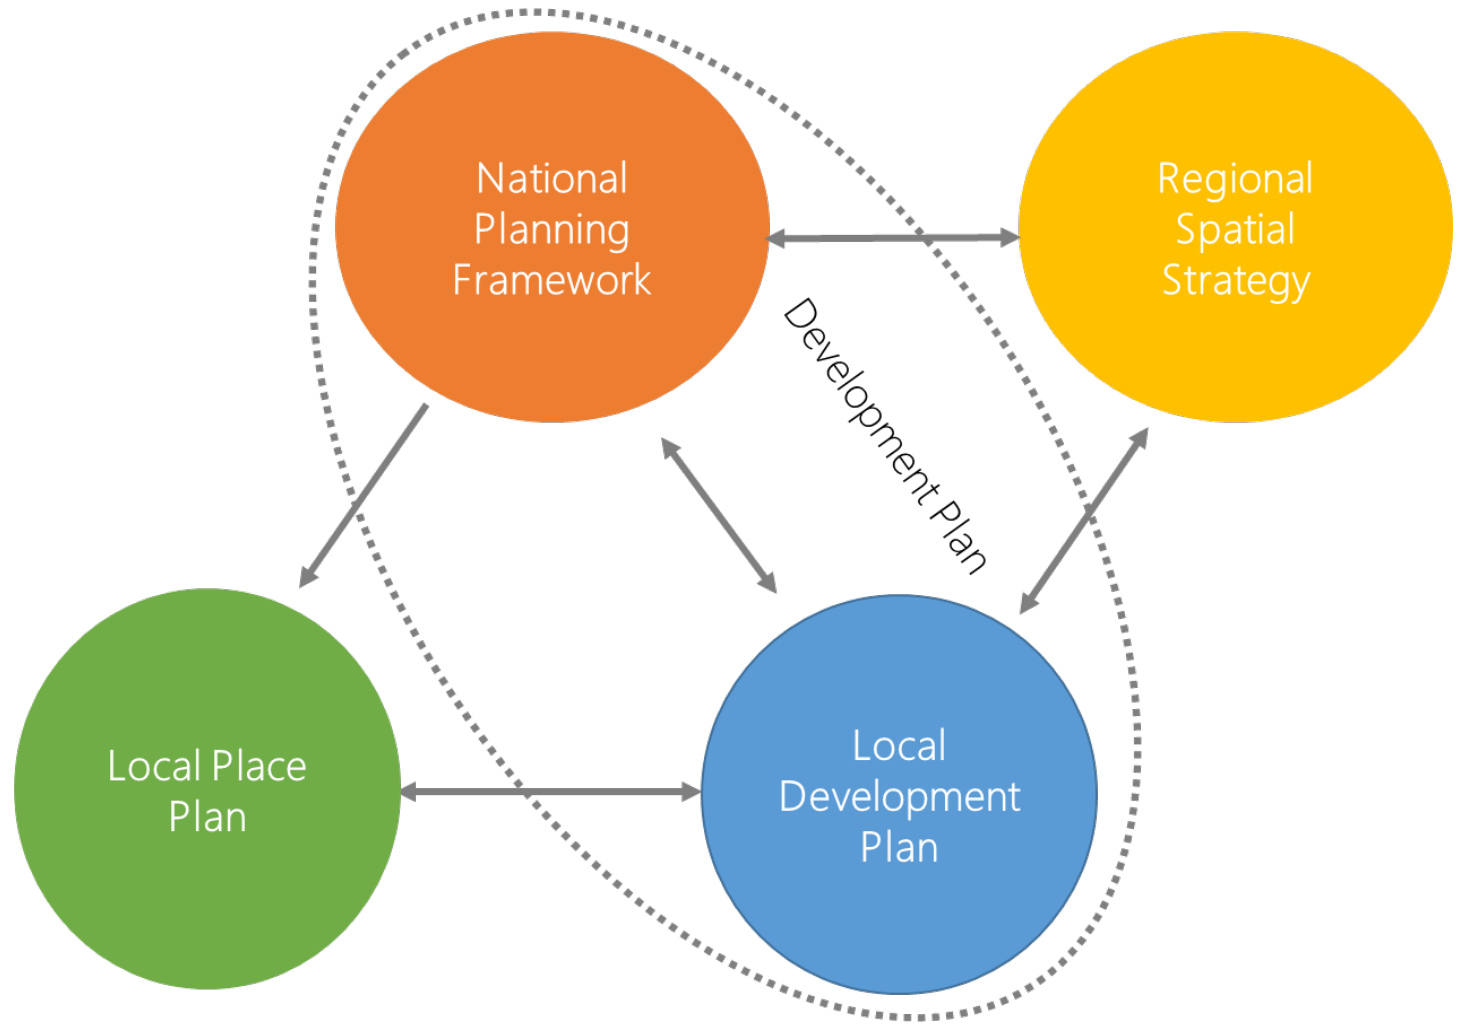 National
Planning
Framework
Regional
Spatial
Strategy
Development Plan
Local Place
Plan
Local
Development
Plan